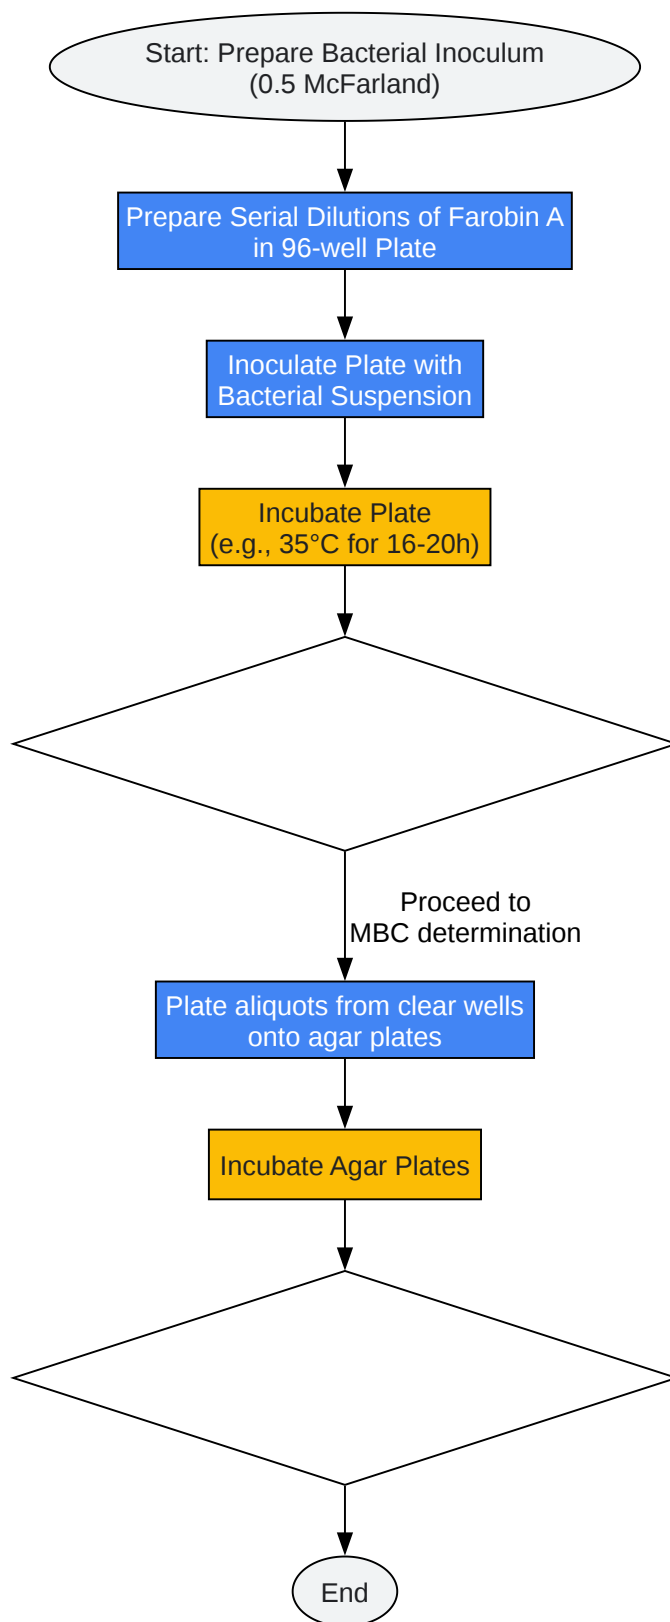 Start: Prepare Bacterial Inoculum
(0.5 McFarland)
Prepare Serial Dilutions of Farobin A
in 96-well Plate
Inoculate Plate with
Bacterial Suspension
Incubate Plate
(e.g., 35°C for 16-20h)
Proceed to
MBC determination
Plate aliquots from clear wells
onto agar plates
Incubate Agar Plates
End